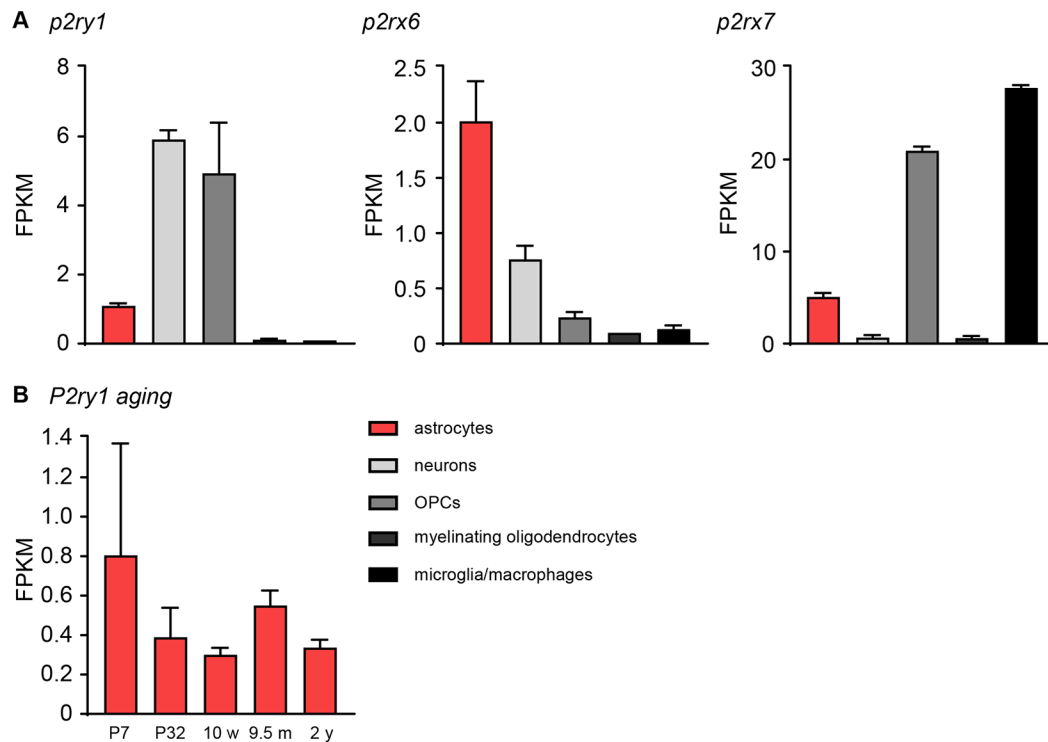 A p2ry1
p2rx6
p2rx7
8
6
4
2
0
FPKM
2.5
2.0
1.5
1.0
0.5
0
FPKM
30
20
10
0
FPKM
B P2ry1 aging
1.4
1.2
1.0
0.8
0.6
0.4
0.2
0
FPKM
P7 P32 10 w 9.5 m 2 y
astrocytes
neurons
OPCs
myelinating oligodendrocytes
microglia/macrophages